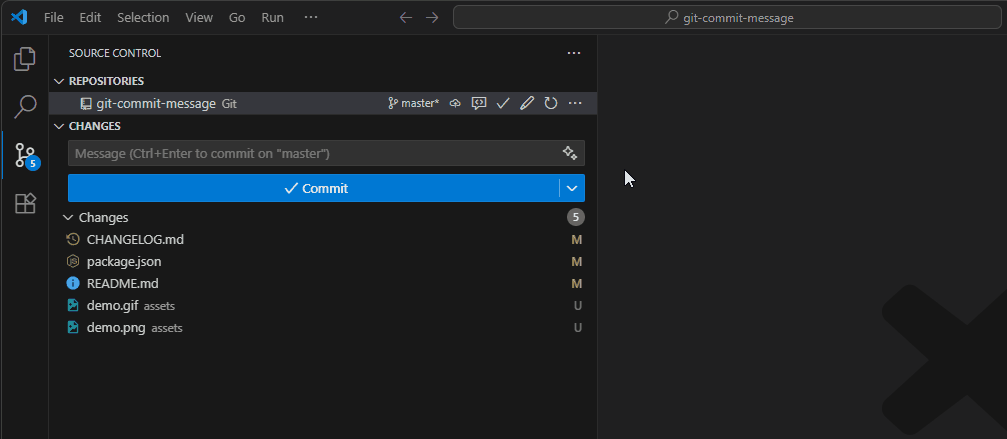 File Edit View Go Run ··· git-commit-message
SOURCE CONTROL
REPOSITORIES
git-commit-message Git master*
CHANGES
Message (Ctrl+Enter to commit on "master")
5
Commit
Changes 5
CHANGELOG.md M
JS package.json M
README.md M
demo.gif assets U
demo.png assets U